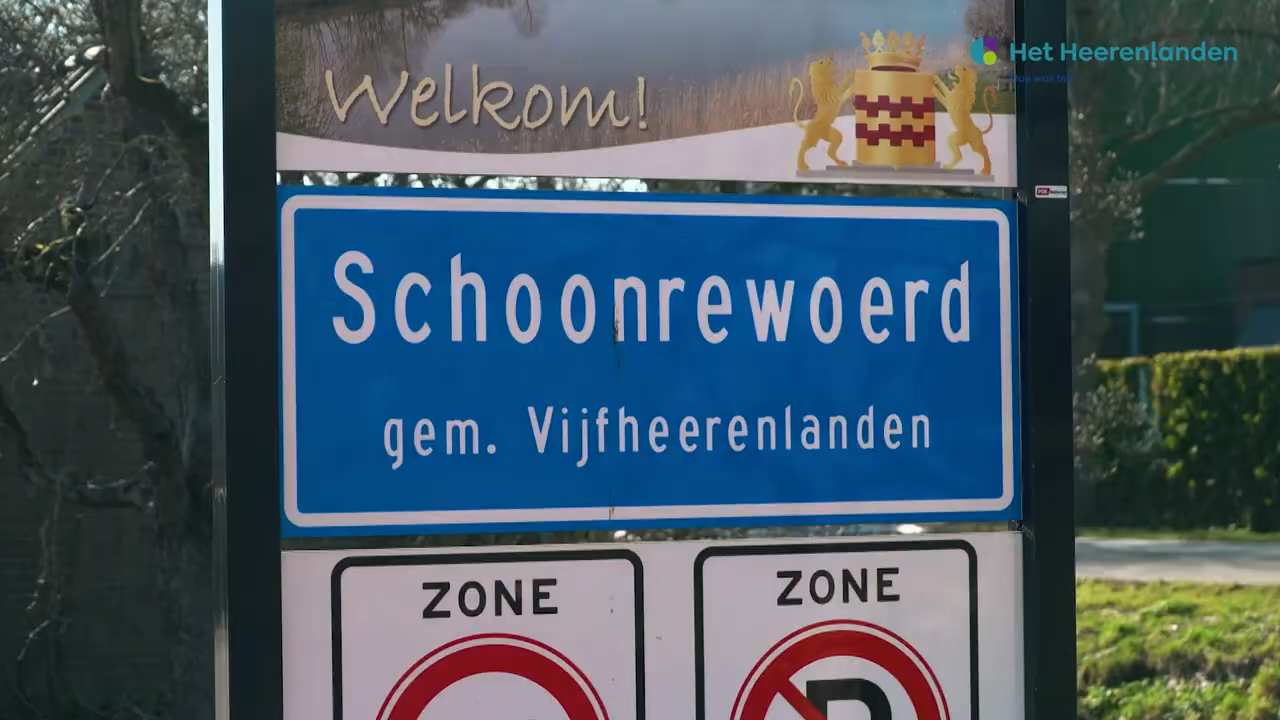 Welkom!
Het Heerenlanden
Schoonrewoerd
gem. Vijfheerenlanden
ZONE
ZONE
P